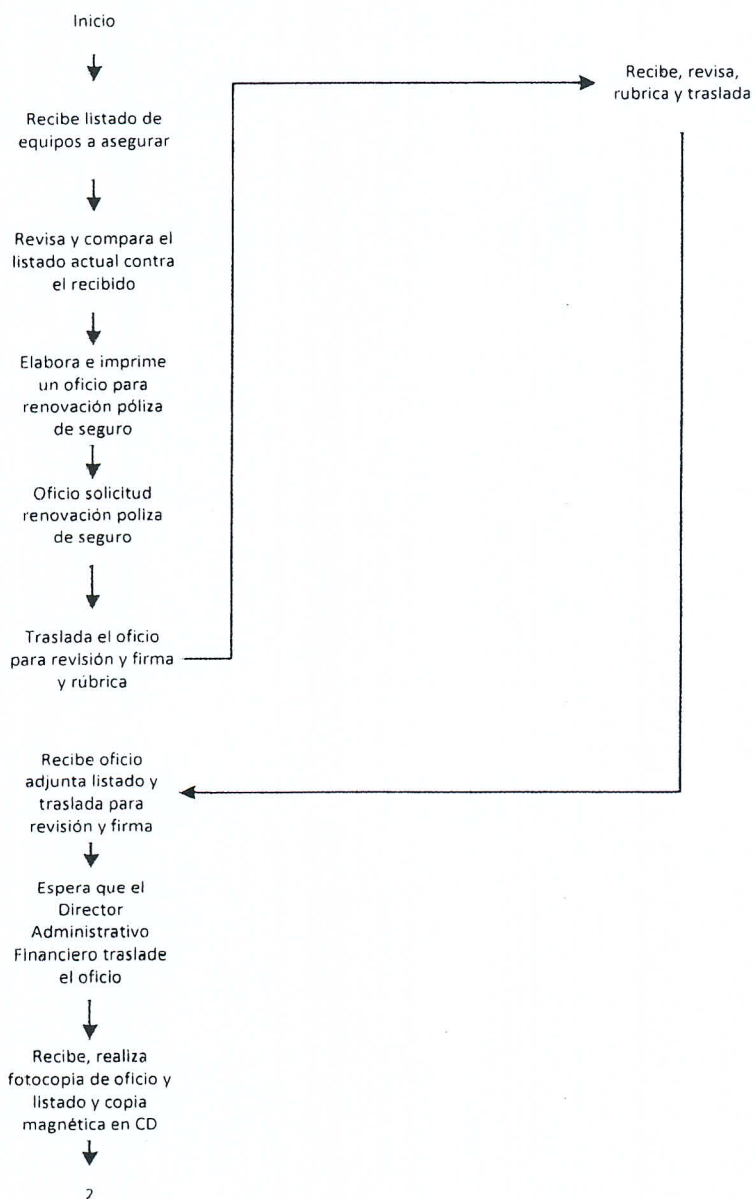 Inicio
Recibe listado de
equipos a asegurar
Revisa y compara el
listado actual contra
el recibido
Elabora e imprime
un oficio para
renovación póliza
de seguro
Oficio solicitud
renovación poliza
de seguro
Traslada el oficio
para revisión y firma
y rúbrica
Recibe, revisa,
rubrica y traslada
Recibe oficio
adjunta listado y
traslada para
revisión y firma
Espera que el
Director
Administrativo
Financiero traslade
el oficio
Recibe, realiza
fotocopia de oficio y
listado y copia
magnética en CD
2